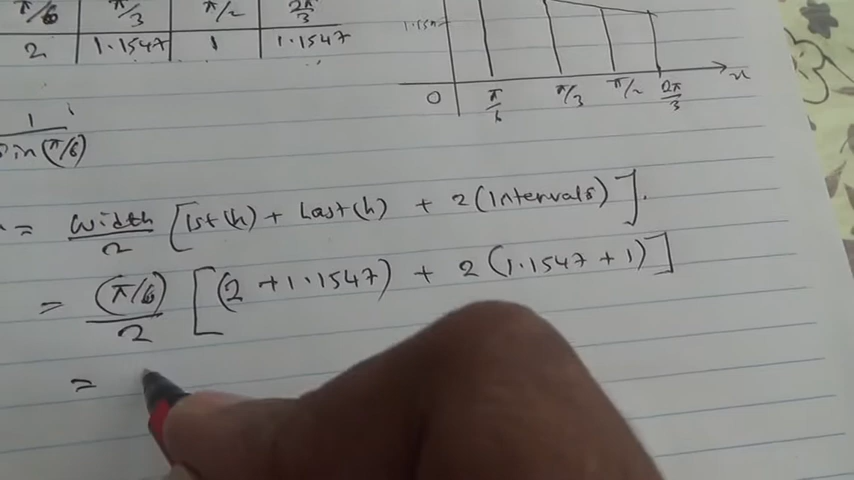 π/6 π/3 π/2 2π/3
2 1.1547 1 1.1547
1.1547
0 π/6 π/3 π/2 2π/3 x
1/sin(π/6)
= Width/2 [1st(h) + Last(h) + 2(Intervals)].
= (π/6)/2 [(2 + 1.1547) + 2(1.1547 + 1)]
=